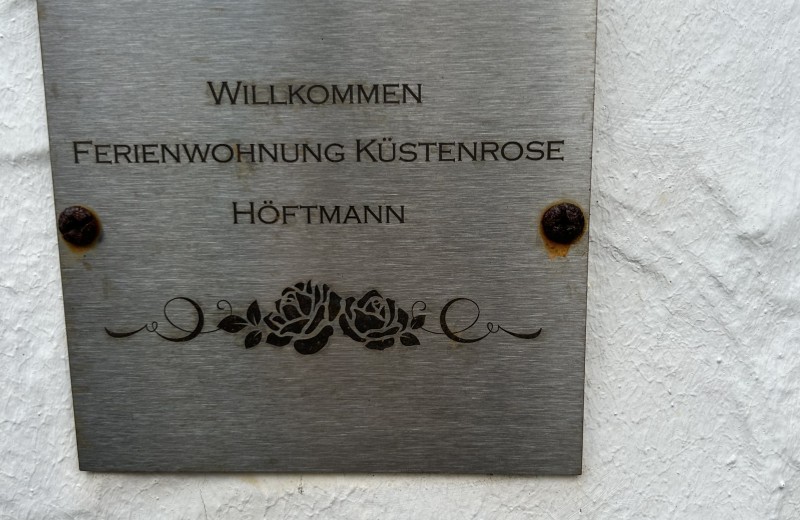 Willkommen
Ferienwohnung Küstenrose
Höftmann